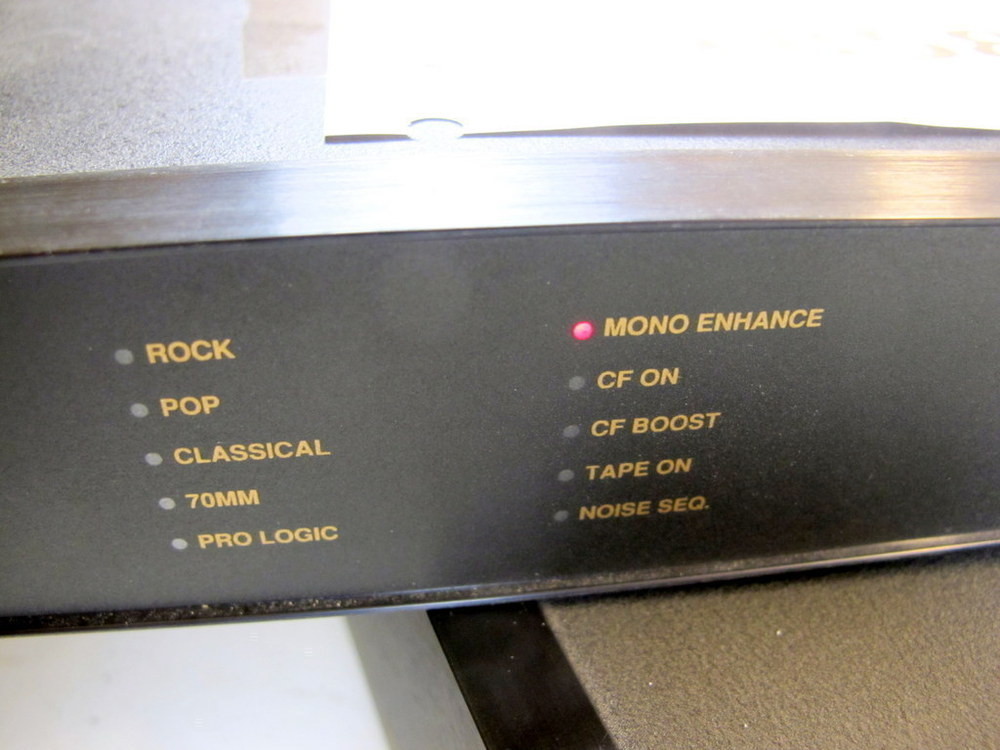 ROCK
POP
CLASSICAL
70MM
PRO LOGIC
MONO ENHANCE
CF ON
CF BOOST
TAPE ON
NOISE SEQ.